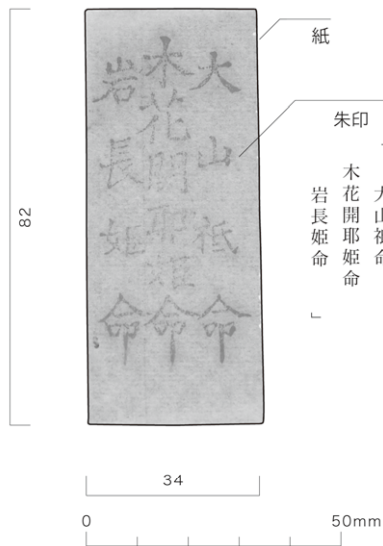 紙
朱印
「大山祇命
木花開耶姫命
岩長姫命」
大山祇命
木花開耶姫命
岩長姫命
82
34
0 50mm